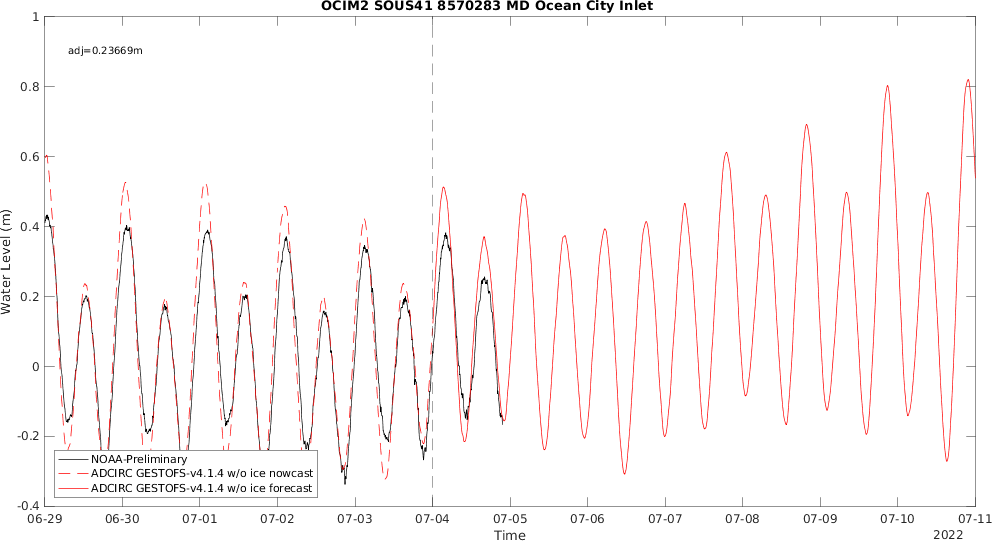 OCIM2 SOUS41 8570283 MD Ocean City Inlet
1
adj=0.23669m
0.8
0.6
0.4
0.2
0
-0.2
-0.4
Water Level (m)
NOAA-Preliminary
ADCIRC GESTOFS-v4.1.4 w/o ice nowcast
ADCIRC GESTOFS-v4.1.4 w/o ice forecast
06-29 06-30 07-01 07-02 07-03 07-04 07-05 07-06 07-07 07-08 07-09 07-10 07-11
Time
2022